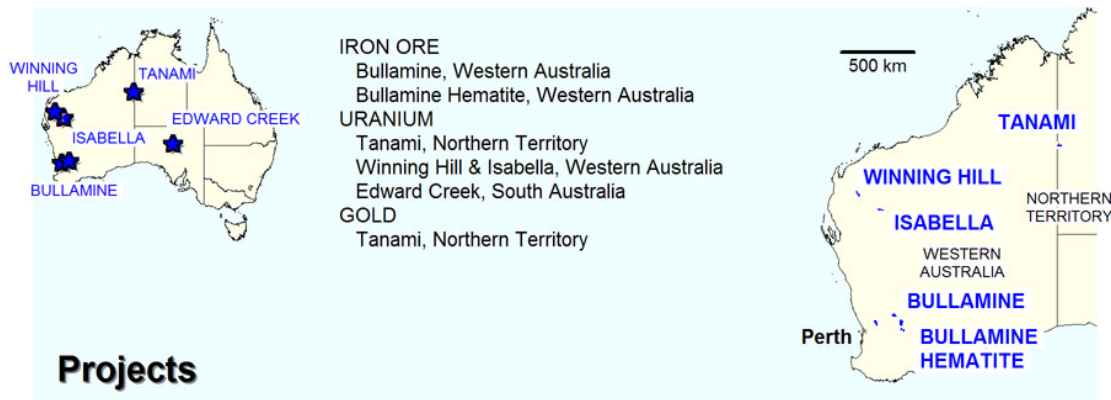 WINNING
HILL
TANAMI
EDWARD CREEK
ISABELLA
BULLAMINE
IRON ORE
Bullamine, Western Australia
Bullamine Hematite, Western Australia
URANIUM
Tanami, Northern Territory
Winning Hill & Isabella, Western Australia
Edward Creek, South Australia
GOLD
Tanami, Northern Territory
500 km
TANAMI
WINNING HILL
NORTHERN
TERRITORY
ISABELLA
WESTERN
AUSTRALIA
BULLAMINE
Perth
BULLAMINE
HEMATITE
Projects